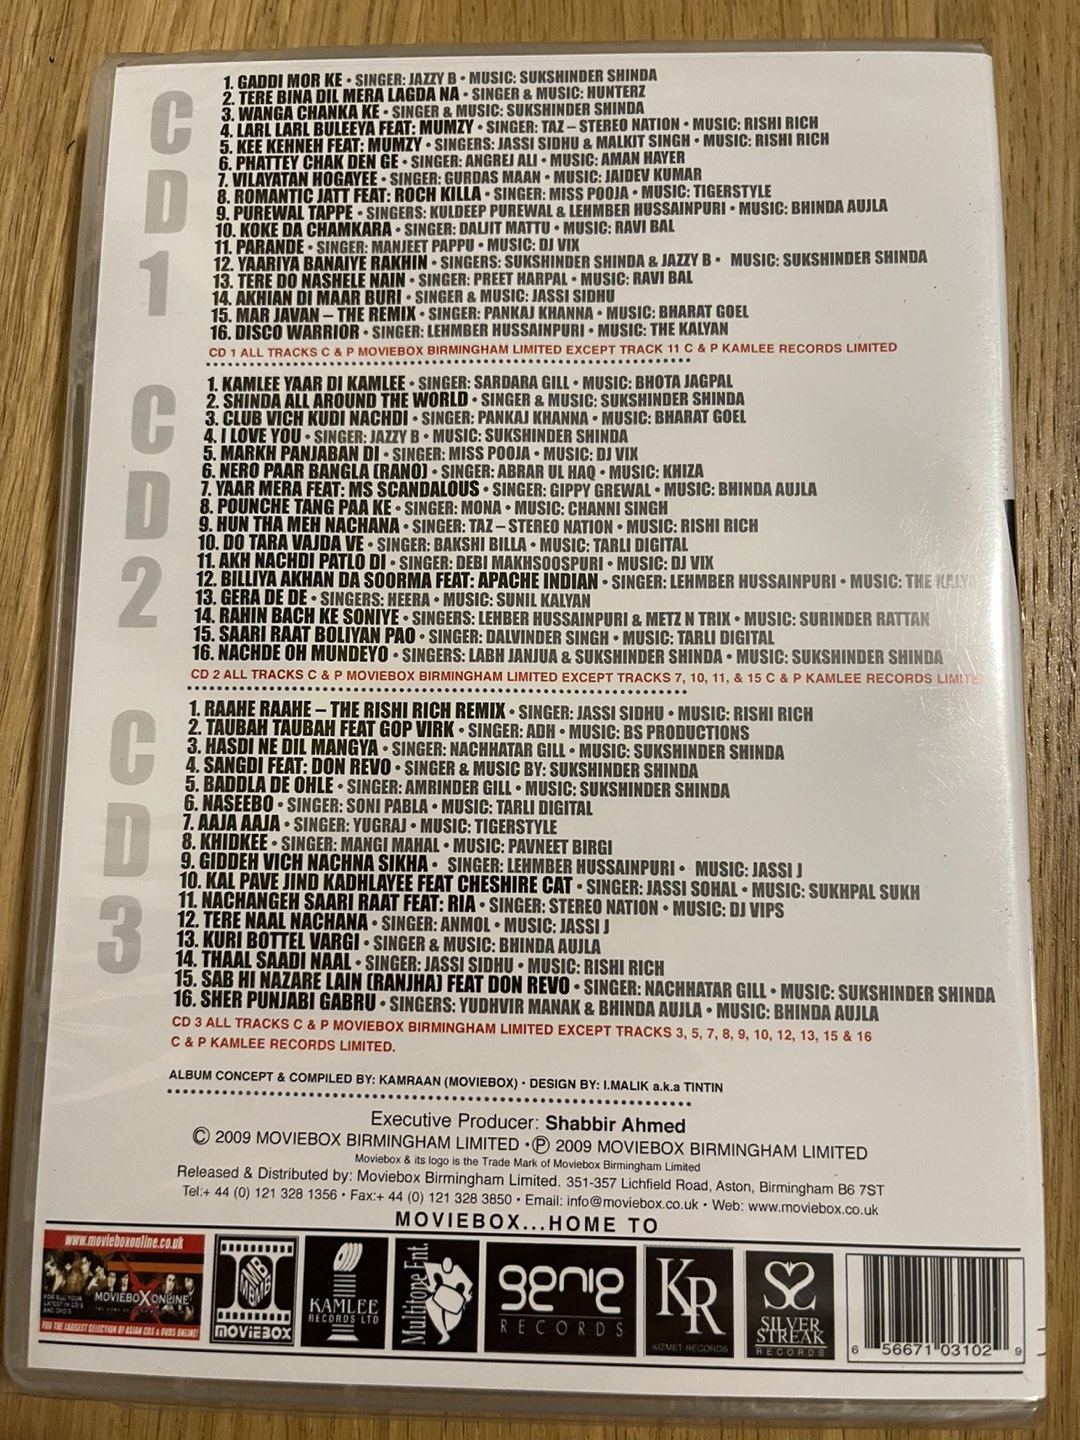 CD 1
1. GADDI MOR KE • SINGER: JAZZY B • MUSIC: SUKSHINDER SHINDA
2. TERE BINA DIL MERA LAGDA NA • SINGER & MUSIC: HUNTERZ
3. WANGA CHANKA KE • SINGER & MUSIC: SUKSHINDER SHINDA
4. LARL LARL BULEEYA FEAT: MUMZY • SINGER: TAZ – STEREO NATION • MUSIC: RISHI RICH
5. KEE KEHNEH FEAT: MUMZY • SINGERS: JASSI SIDHU & MALKIT SINGH • MUSIC: RISHI RICH
6. PHATTEY CHAK DEN GE • SINGER: ANGREJ ALI • MUSIC: AMAN HAYER
7. VILAYATAN HOGAYEE • SINGER: GURDAS MAAN • MUSIC: JAIDEV KUMAR
8. ROMANTIC JATT FEAT: ROCH KILLA • SINGER: MISS POOJA • MUSIC: TIGERSTYLE
9. PUREWAL TAPPE • SINGERS: KULDEEP PUREWAL & LEHMBER HUSSAINPURI • MUSIC: BHINDA AUJLA
10. KOKE DA CHAMKARA • SINGER: DALJIT MATTU • MUSIC: RAVI BAL
11. PARANDE • SINGER: MANJEET PAPPU • MUSIC: DJ VIX
12. YAARIYA BANAIYE RAKHIN • SINGERS: SUKSHINDER SHINDA & JAZZY B • MUSIC: SUKSHINDER SHINDA
13. TERE DO NASHELE NAIN • SINGER: PREET HARPAL • MUSIC: RAVI BAL
14. AKHIAN DI MAAR BURI • SINGER & MUSIC: JASSI SIDHU
15. MAR JAVAN – THE REMIX • SINGER: PANKAJ KHANNA • MUSIC: BHARAT GOEL
16. DISCO WARRIOR • SINGER: LEHMBER HUSSAINPURI • MUSIC: THE KALYAN
CD 1 ALL TRACKS C & P MOVIEBOX BIRMINGHAM LIMITED EXCEPT TRACK 11 C & P KAMLEE RECORDS LIMITED
CD 2
1. KAMLEE YAAR DI KAMLEE • SINGER: SARDARA GILL • MUSIC: BHOTA JAGPAL
2. SHINDA ALL AROUND THE WORLD • SINGER & MUSIC: SUKSHINDER SHINDA
3. CLUB VICH KUDI NACHDI • SINGER: PANKAJ KHANNA • MUSIC: BHARAT GOEL
4. I LOVE YOU • SINGER: JAZZY B • MUSIC: SUKSHINDER SHINDA
5. MARKH PANJABAN DI • SINGER: MISS POOJA • MUSIC: DJ VIX
6. NERO PAAR BANGLA (RANO) • SINGER: ABRAR UL HAQ • MUSIC: KHIZA
7. YAAR MERA FEAT: MS SCANDALOUS • SINGER: GIPPY GREWAL • MUSIC: BHINDA AUJLA
8. POUNCHE TANG PAA KE • SINGER: MONA • MUSIC: CHANNI SINGH
9. HUN THA MEH NACHANA • SINGER: TAZ – STEREO NATION • MUSIC: RISHI RICH
10. DO TARA VAJDA VE • SINGER: BAKSHI BILLA • MUSIC: TARLI DIGITAL
11. AKH NACHDI PATLO DI • SINGER: DEBI MAKHSOOSPURI • MUSIC: DJ VIX
12. BILLIYA AKHAN DA SOORMA FEAT: APACHE INDIAN • SINGER: LEHMBER HUSSAINPURI • MUSIC: THE
13. GERA DE DE • SINGERS: HEERA • MUSIC: SUNIL KALYAN
14. RAHIN BACH KE SONIYE • SINGERS: LEHBER HUSSAINPURI & METZ N TRIX • MUSIC: SURINDER RATTAN
15. SAARI RAAT BOLIYAN PAO • SINGER: DALVINDER SINGH • MUSIC: TARLI DIGITAL
16. NACHDE OH MUNDEYO • SINGERS: LABH JANJUA & SUKSHINDER SHINDA • MUSIC: SUKSHINDER SHINDA
CD 2 ALL TRACKS C & P MOVIEBOX BIRMINGHAM LIMITED EXCEPT TRACKS 7, 10, 11, & 15 C & P KAMLEE RECORDS
CD 3
1. RAAHE RAAHE – THE RISHI RICH REMIX • SINGER: JASSI SIDHU • MUSIC: RISHI RICH
2. TAUBAH TAUBAH FEAT GOP VIRK • SINGER: ADH • MUSIC: BS PRODUCTIONS
3. HASDI NE DIL MANGYA • SINGER: NACHHATAR GILL • MUSIC: SUKSHINDER SHINDA
4. SANGDI FEAT: DON REVO • SINGER & MUSIC BY: SUKSHINDER SHINDA
5. BADDLA DE OHLE • SINGER: AMRINDER GILL • MUSIC: SUKSHINDER SHINDA
6. NASEEBO • SINGER: SONI PABLA • MUSIC: TARLI DIGITAL
7. AAJA AAJA • SINGER: YUGRAJ • MUSIC: TIGERSTYLE
8. KHIDKEE • SINGER: MANGI MAHAL • MUSIC: PAVNEET BIRGI
9. GIDDEH VICH NACHNA SIKHA • SINGER: LEHMBER HUSSAINPURI • MUSIC: JASSI J
10. KAL PAVE JIND KADHLAYEE FEAT CHESHIRE CAT • SINGER: JASSI SOHAL • MUSIC: SUKHPAL SUKH
11. NACHANGEH SAARI RAAT FEAT: RIA • SINGER: STEREO NATION • MUSIC: DJ VIPS
12. TERE NAAL NACHANA • SINGER: ANMOL • MUSIC: JASSI J
13. KURI BOTTEL VARGI • SINGER & MUSIC: BHINDA AUJLA
14. THAAL SAADI NAAL • SINGER: JASSI SIDHU • MUSIC: RISHI RICH
15. SAB HI NAZARE LAIN (RANJHA) FEAT DON REVO • SINGER: NACHHATAR GILL • MUSIC: SUKSHINDER SHINDA
16. SHER PUNJABI GABRU • SINGERS: YUDHVIR MANAK & BHINDA AUJLA • MUSIC: BHINDA AUJLA
CD 3 ALL TRACKS C & P MOVIEBOX BIRMINGHAM LIMITED EXCEPT TRACKS 3, 5, 7, 8, 9, 10, 12, 13, 15 & 16
C & P KAMLEE RECORDS LIMITED.
ALBUM CONCEPT & COMPILED BY: KAMRAAN (MOVIEBOX) • DESIGN BY: I.MALIK a.k.a TINTIN
Executive Producer: Shabbir Ahmed
© 2009 MOVIEBOX BIRMINGHAM LIMITED • ℗ 2009 MOVIEBOX BIRMINGHAM LIMITED
Moviebox & its logo is the Trade Mark of Moviebox Birmingham Limited
Released & Distributed by: Moviebox Birmingham Limited. 351-357 Lichfield Road, Aston, Birmingham B6 7ST
Tel:+ 44 (0) 121 328 1356 • Fax:+ 44 (0) 121 328 3850 • Email: info@moviebox.co.uk • Web: www.moviebox.co.uk
MOVIEBOX...HOME TO
www.movieboxonline.co.uk
MOVIEBOXONLINE
FOR ALL YOUR
LATEST IN CD'S
AND DVD'S
FOR THE LARGEST SELECTION OF ASIAN CDS & DVDS ONLINE!
MOVIEBOX
KAMLEE
RECORDS LTD
Multitone Ent.
genie
RECORDS
KR
KIZMET RECORDS
SILVER
STREAK
RECORDS
6 56671 03102 9